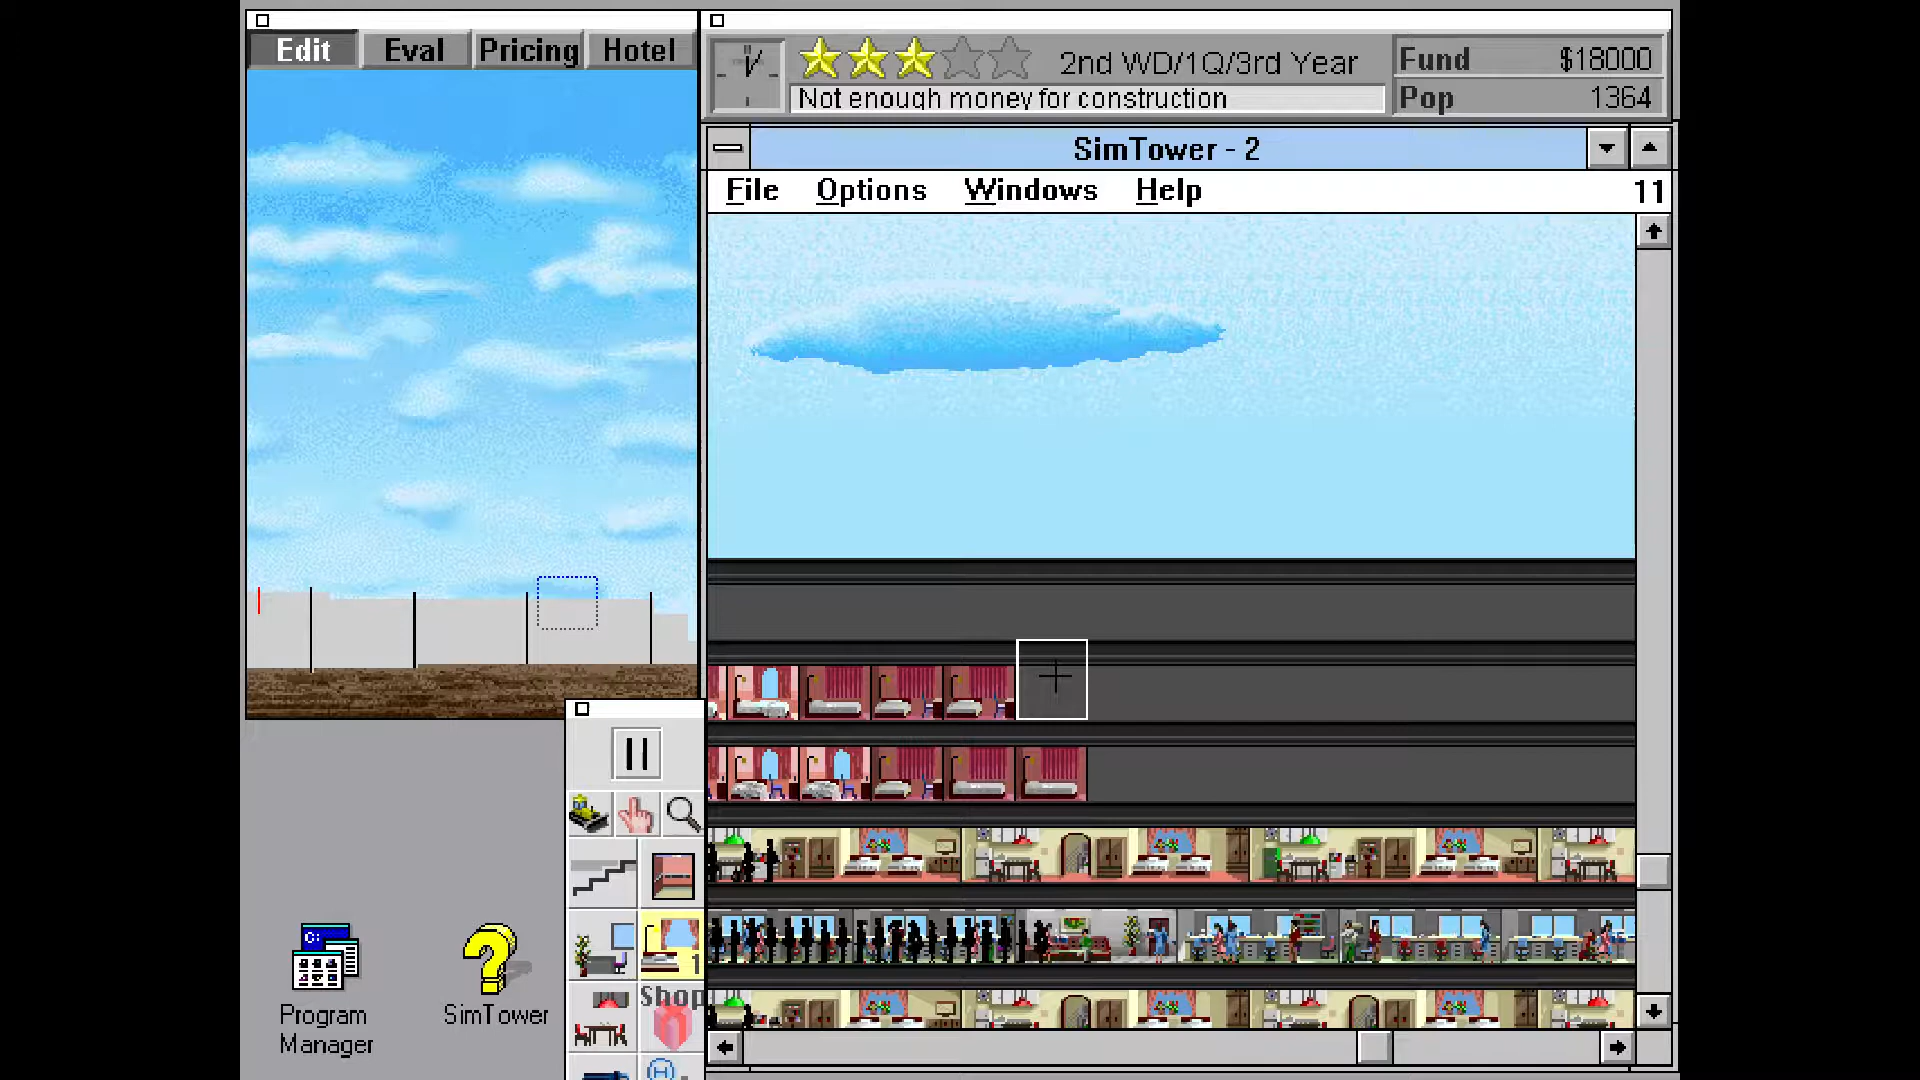 Edit Eval Pricing Hotel
2nd WD/1Q/3rd Year
Not enough money for construction
Fund $18000
Pop 1364
SimTower - 2
File Options Windows Help 11
1
Shop
H
C:\
Program Manager
SimTower